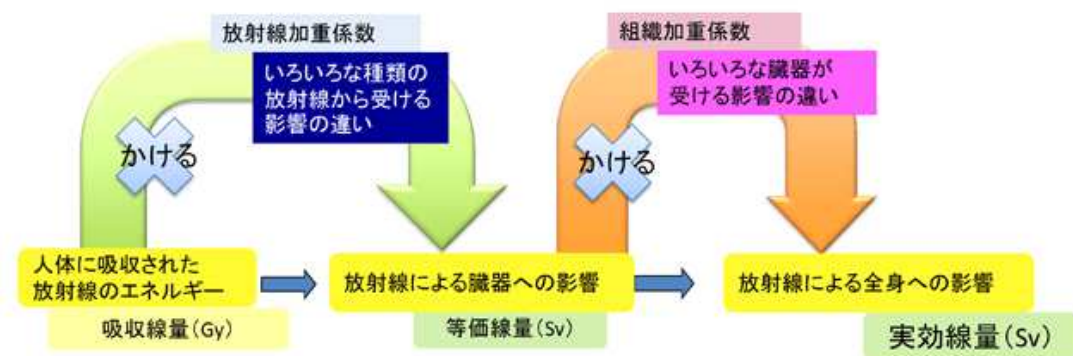 放射線加重係数
いろいろな種類の
放射線から受ける
影響の違い
かける
組織加重係数
いろいろな臓器が
受ける影響の違い
かける
人体に吸収された
放射線のエネルギー
吸収線量(Gy)
放射線による臓器への影響
等価線量(Sv)
放射線による全身への影響
実効線量(Sv)